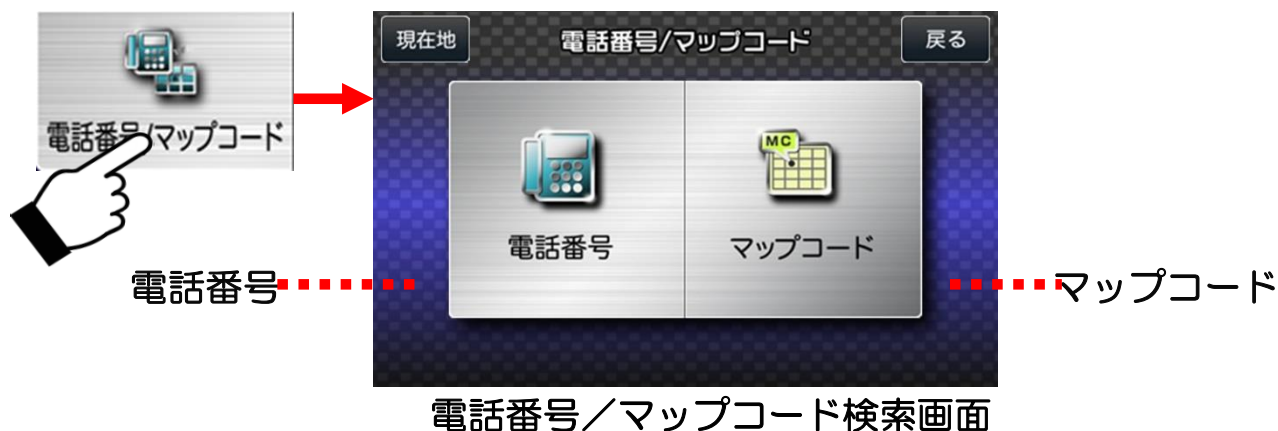 電話番号/マップコード
現在地
電話番号/マップコード
戻る
MC
電話番号
マップコード
電話番号
マップコード
電話番号／マップコード検索画面